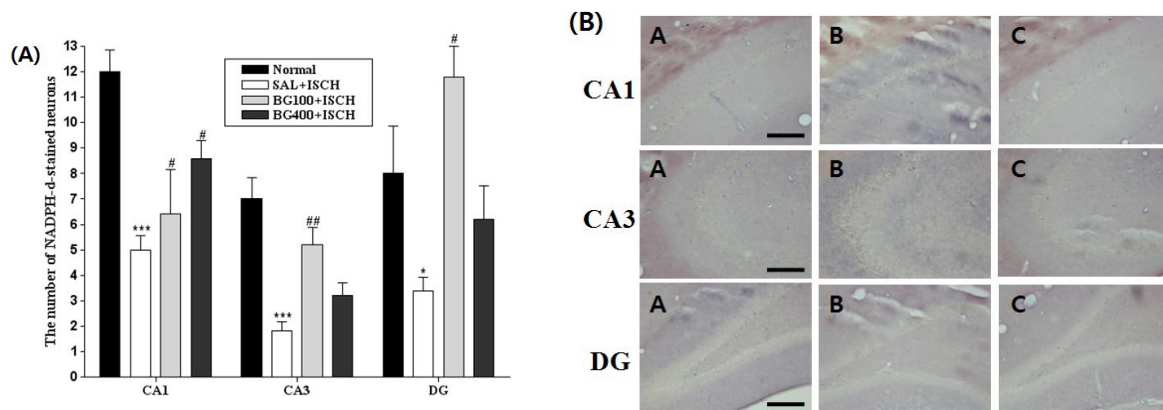 (A)
The number of NADPH-d-stained neurons
13
12
11
10
9
8
7
6
5
4
3
2
1
0
Normal
SAL+ISCH
BG100+ISCH
BG400+ISCH
***
#
#
***
##
*
#
CA1
CA3
DG
(B)
A
B
C
CA1
A
B
C
CA3
A
B
C
DG